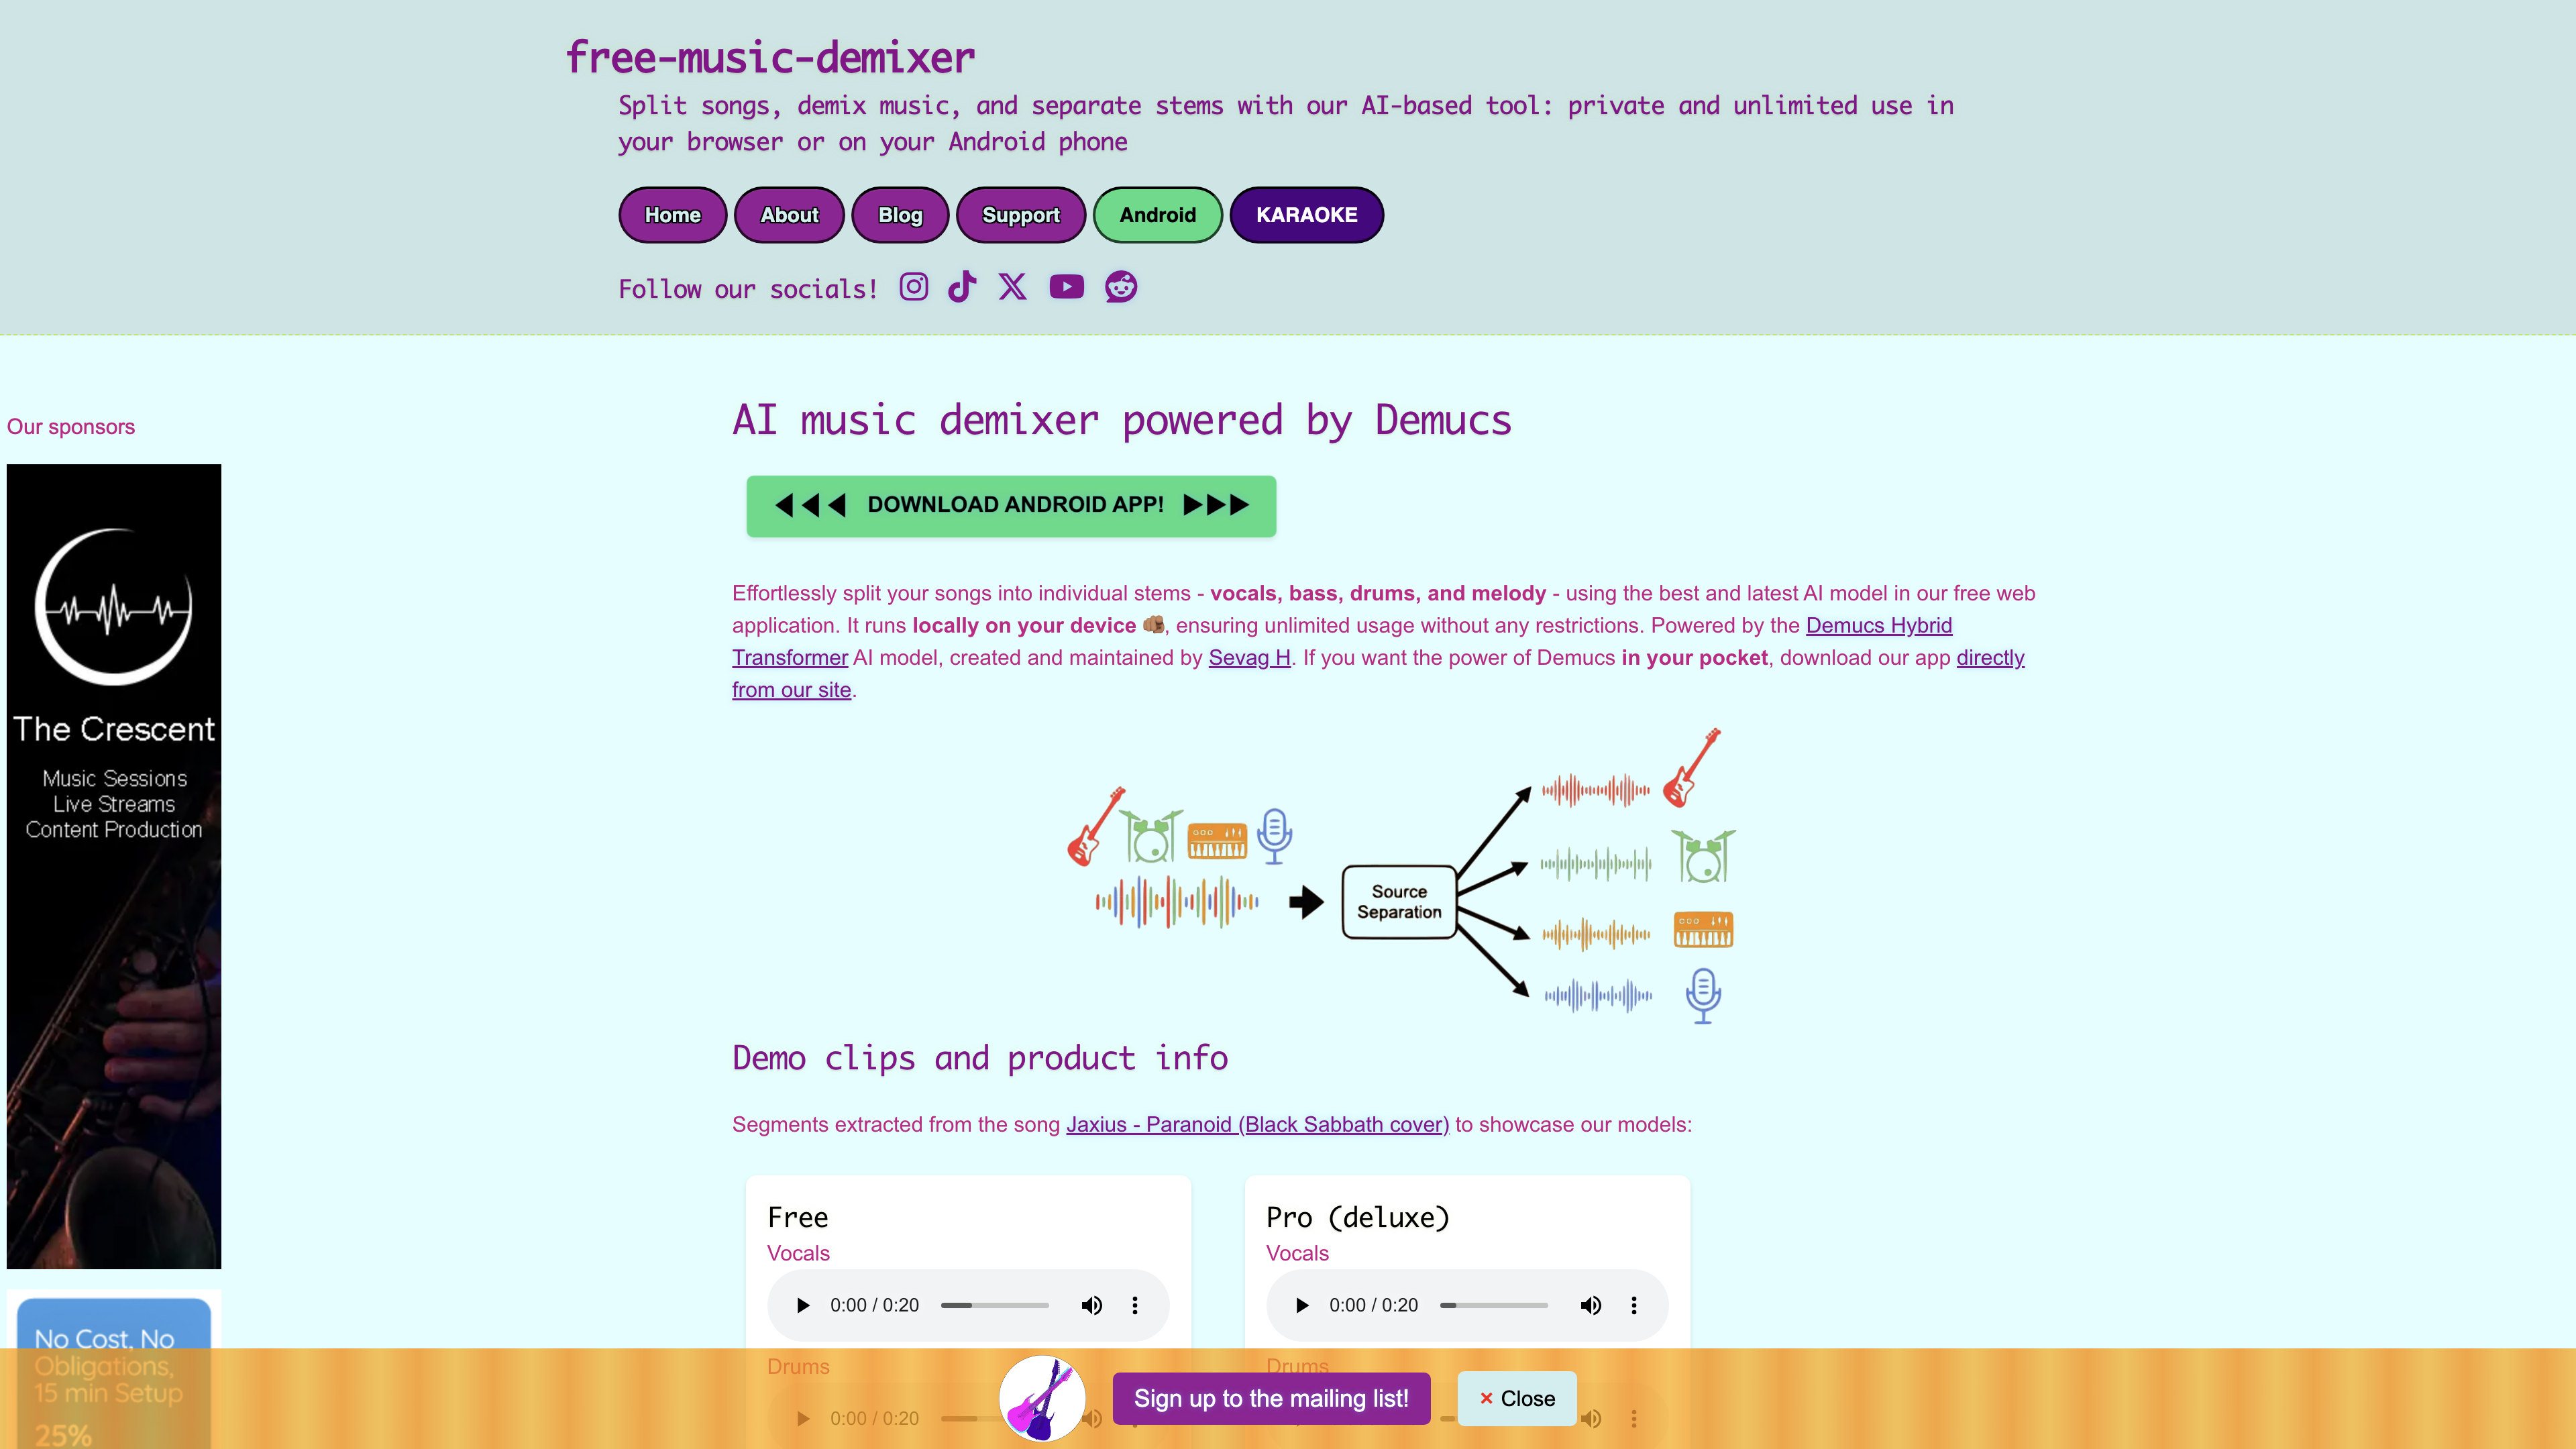 free-music-demixer
Split songs, demix music, and separate stems with our AI-based tool: private and unlimited use in
your browser or on your Android phone
Home
About
Blog
Support
Android
KARAOKE
Follow our socials!
Our sponsors
The Crescent
Music Sessions
Live Streams
Content Production
No Cost, No
Obligations,
15 min Setup
25%
AI music demixer powered by Demucs
DOWNLOAD ANDROID APP!
Effortlessly split your songs into individual stems - vocals, bass, drums, and melody - using the best and latest AI model in our free web
application. It runs locally on your device 🫵🏾, ensuring unlimited usage without any restrictions. Powered by the Demucs Hybrid
Transformer AI model, created and maintained by Sevag H. If you want the power of Demucs in your pocket, download our app directly
from our site.
Source
Separation
Demo clips and product info
Segments extracted from the song Jaxius - Paranoid (Black Sabbath cover) to showcase our models:
Free
Vocals
0:00 / 0:20
Drums
0:00 / 0:20
Pro (deluxe)
Vocals
0:00 / 0:20
Drums
Sign up to the mailing list!
× Close